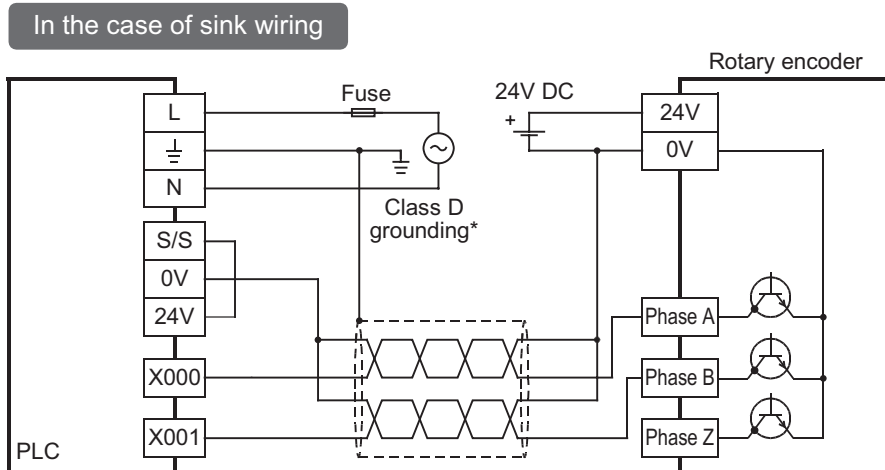 In the case of sink wiring
Rotary encoder
Fuse
24V DC
L
24V
+
0V
N
Class D
grounding*
S/S
0V
24V
Phase A
X000
Phase B
X001
Phase Z
PLC